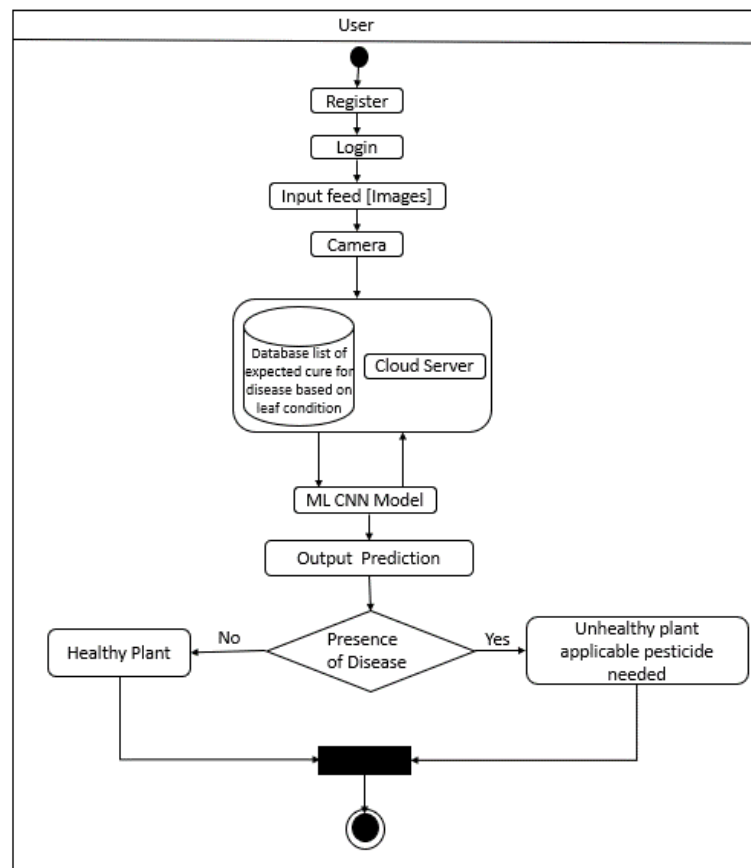 User
Register
Login
Input feed [Images]
Camera
Database list of
expected cure for
disease based on
leaf condition
Cloud Server
ML CNN Model
Output Prediction
Presence
of Disease
No
Yes
Healthy Plant
Unhealthy plant
applicable pesticide
needed